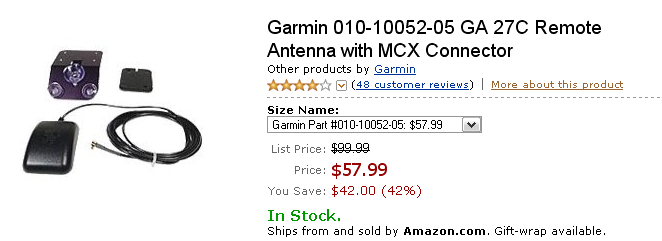 Garmin 010-10052-05 GA 27C Remote
Antenna with MCX Connector
Other products by Garmin
(48 customer reviews) | More about this product
Size Name:
Garmin Part #010-10052-05: $57.99
List Price: $99.99
Price: $57.99
You Save: $42.00 (42%)
In Stock.
Ships from and sold by Amazon.com. Gift-wrap available.